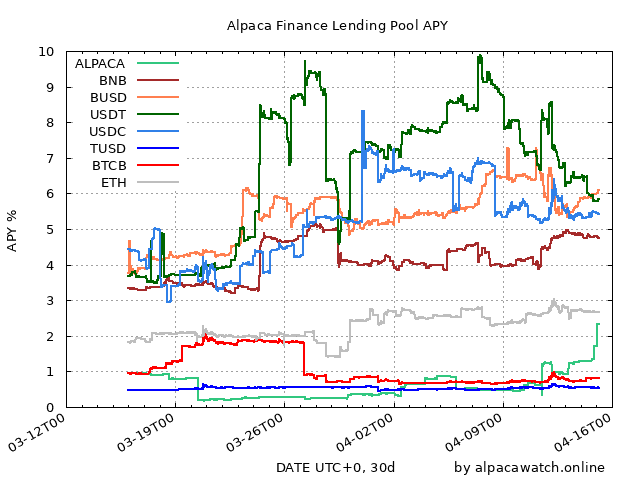 Alpaca Finance Lending Pool APY
10
9
8
7
6
5
4
3
2
1
0
APY %
ALPACA
BNB
BUSD
USDT
USDC
TUSD
BTCB
ETH
03-12T00
03-19T00
03-26T00
04-02T00
04-09T00
04-16T00
DATE UTC+0, 30d
by alpacawatch.online